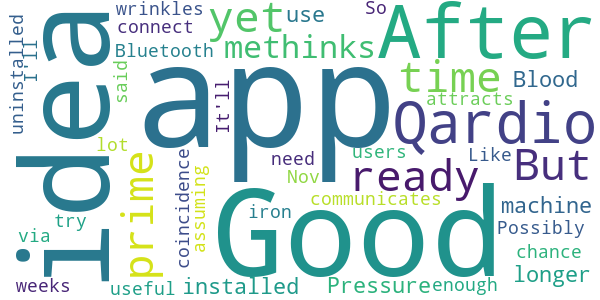 wrinkles
connect
Bluetooth
uninstalled
I'll
said
lot
idea
prime
try
via
weeks
useful
installed
coincidence
assuming
yet
use
methinks
It'll
app
So
After
time
attracts
Blood
Qardio
users
Like
But
need
Nov
ready
communicates
iron
Good
machine
Possibly
chance
longer
Pressure
enough